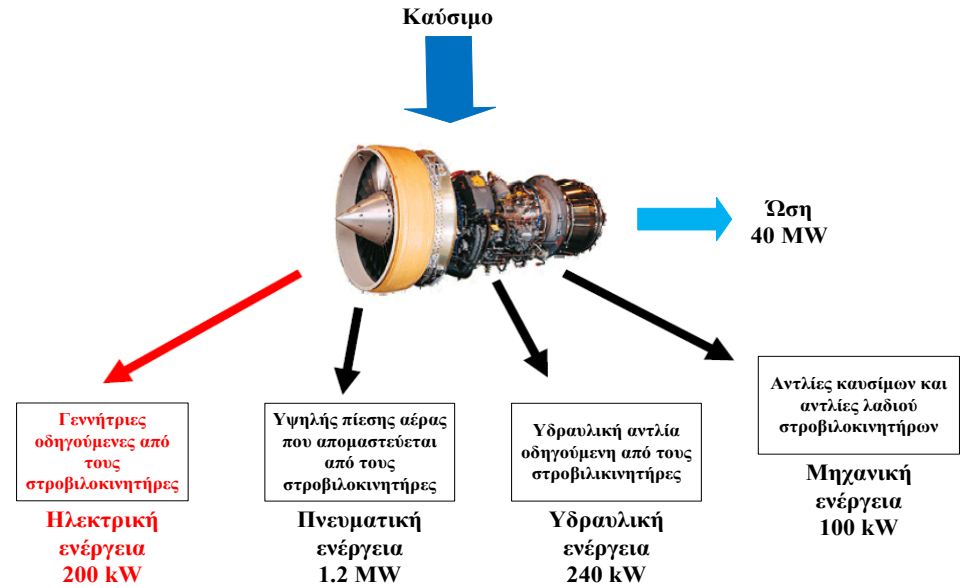 Καύσιμο
Ώση
40 MW
Γεννήτριες
οδηγούμενες από
τους
στροβιλοκινητήρες
Ηλεκτρική
ενέργεια
200 kW
Υψηλής πίεσης αέρας
που απομαστεύεται
από τους
στροβιλοκινητήρες
Πνευματική
ενέργεια
1.2 MW
Υδραυλική αντλία
οδηγούμενη από τους
στροβιλικινητήρες
Υδραυλική
ενέργεια
240 kW
Αντλίες καυσίμων και
αντλίες λαδιού
στροβιλοκινητήρων
Μηχανική
ενέργεια
100 kW